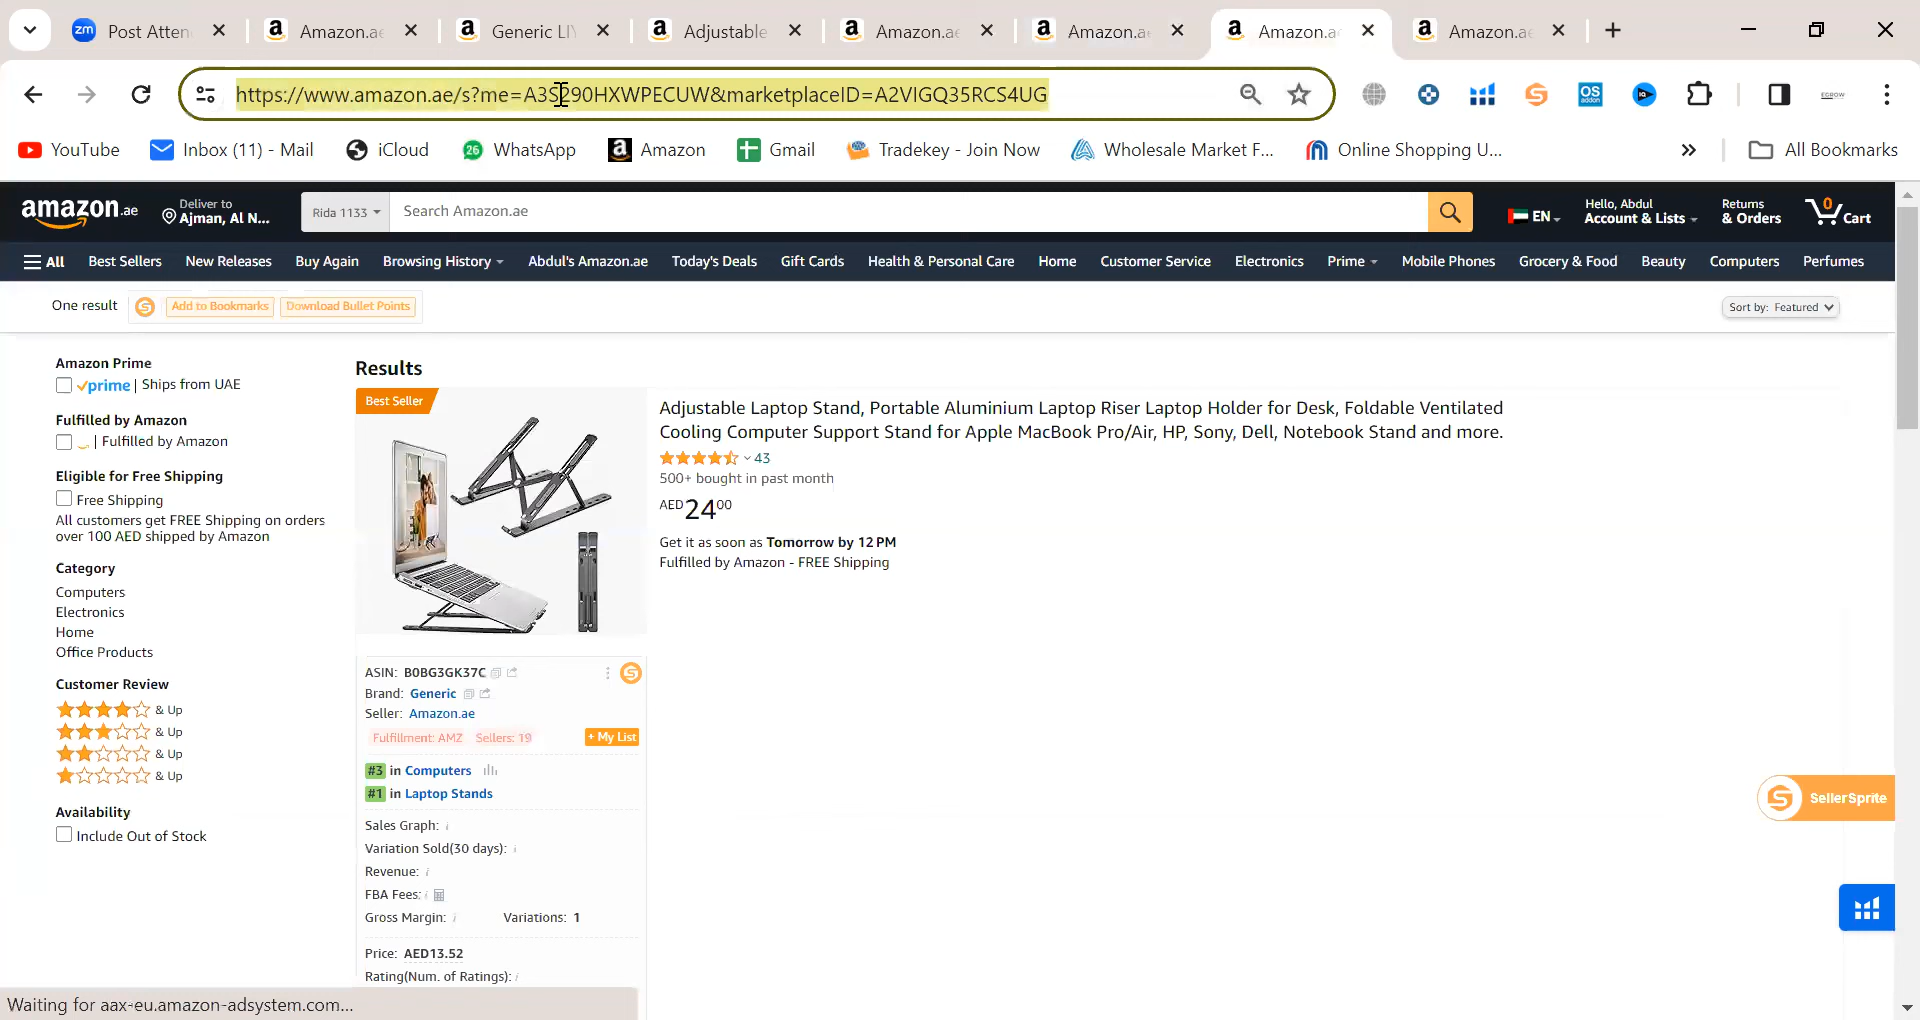 zm Post Atten
Amazon.ae
Generic LIY
Adjustable
Amazon.ae
Amazon.ae
Amazon.ae
Amazon.ae
https://www.amazon.ae/s?me=A3S 90HXWPECUW&marketplaceID=A2VIGQ35RCS4UG
OS addon
EGROW
YouTube
Inbox (11) - Mail
iCloud
26 WhatsApp
Amazon
Gmail
Tradekey - Join Now
Wholesale Market F...
Online Shopping U...
»
All Bookmarks
amazon.ae
Deliver to
Ajman, Al N...
Rida 1133
Search Amazon.ae
EN
Hello, Abdul
Account & Lists
Returns
& Orders
0 Cart
All Best Sellers New Releases Buy Again Browsing History Abdul's Amazon.ae Today's Deals Gift Cards Health & Personal Care Home Customer Service Electronics Prime Mobile Phones Grocery & Food Beauty Computers Perfumes
One result S Add to Bookmarks Download Bullet Points
Sort by: Featured
Amazon Prime
prime | Ships from UAE
Fulfilled by Amazon
| Fulfilled by Amazon
Eligible for Free Shipping
Free Shipping
All customers get FREE Shipping on orders
over 100 AED shipped by Amazon
Category
Computers
Electronics
Home
Office Products
Customer Review
& Up
& Up
& Up
& Up
Availability
Include Out of Stock
Results
Best Seller
Adjustable Laptop Stand, Portable Aluminium Laptop Riser Laptop Holder for Desk, Foldable Ventilated
Cooling Computer Support Stand for Apple MacBook Pro/Air, HP, Sony, Dell, Notebook Stand and more.
43
500+ bought in past month
AED2400
Get it as soon as Tomorrow by 12 PM
Fulfilled by Amazon - FREE Shipping
ASIN: B0BG3GK37C
Brand: Generic
Seller: Amazon.ae
Fulfillment: AMZ Sellers: 19 + My List
#3 in Computers
#1 in Laptop Stands
Sales Graph:
Variation Sold(30 days):
Revenue:
FBA Fees:
Gross Margin: Variations: 1
Price: AED13.52
Rating(Num. of Ratings):
S SellerSprite
Waiting for aax-eu.amazon-adsystem.com...